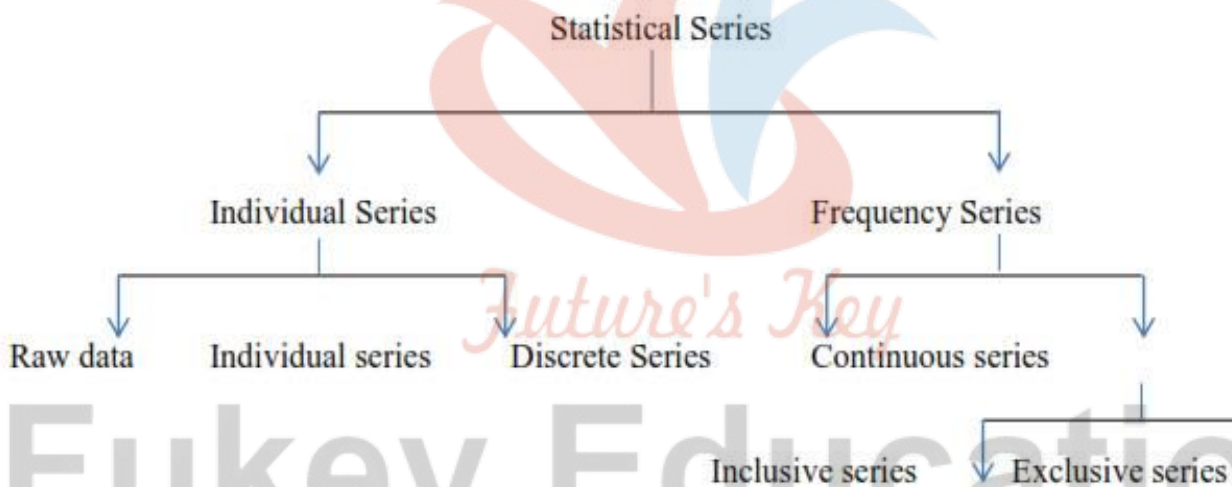 Statistical Series
Individual Series Frequency Series
Future's Key
Raw data Individual series Discrete Series Continuous series
Fukey Educatio
Inclusive series Exclusive series